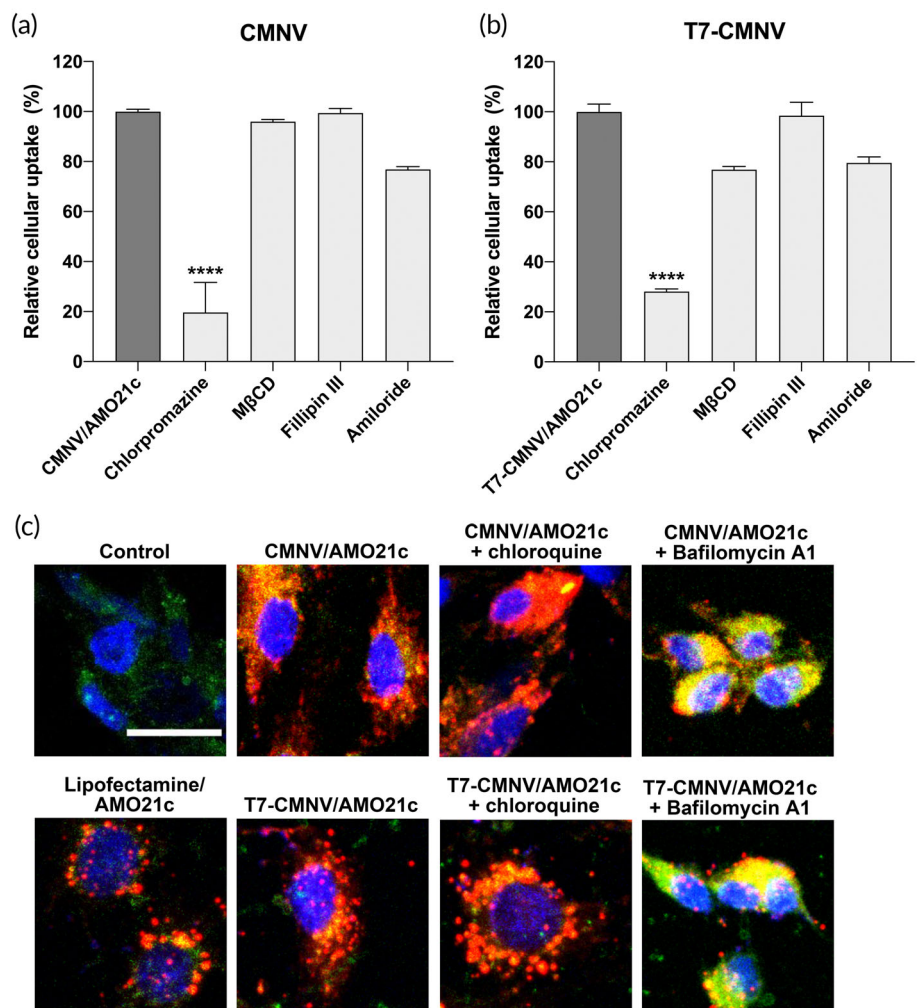 (a)
CMNV
Relative cellular uptake (%)
120
100
80
60
40
20
0
****
CMNV/AMO21c
Chlorpromazine
MβCD
Fillipin III
Amiloride
(b)
T7-CMNV
Relative cellular uptake (%)
120
100
80
60
40
20
0
****
T7-CMNV/AMO21c
Chlorpromazine
MβCD
Fillipin III
Amiloride
(c)
Control
CMNV/AMO21c
CMNV/AMO21c
+ chloroquine
CMNV/AMO21c
+ Bafilomycin A1
Lipofectamine/
AMO21c
T7-CMNV/AMO21c
T7-CMNV/AMO21c
+ chloroquine
T7-CMNV/AMO21c
+ Bafilomycin A1